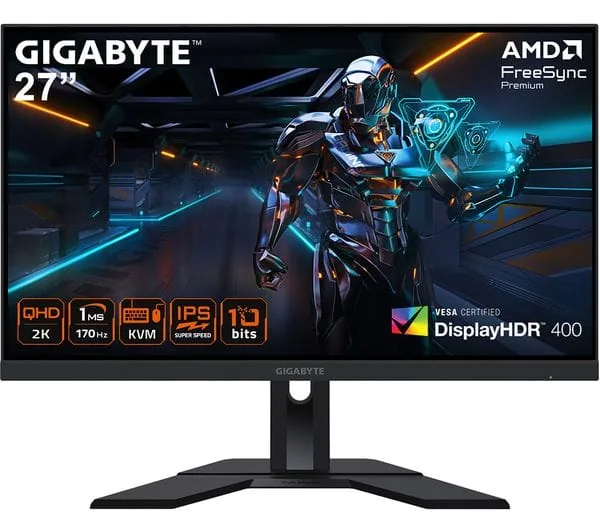 GIGABYTE™
27”
AMD
FreeSync
Premium
QHD
2K
1MS
170Hz
KVM
IPS
SUPER SPEED
10
bits
VESA CERTIFIED
DisplayHDR™ 400
GIGABYTE